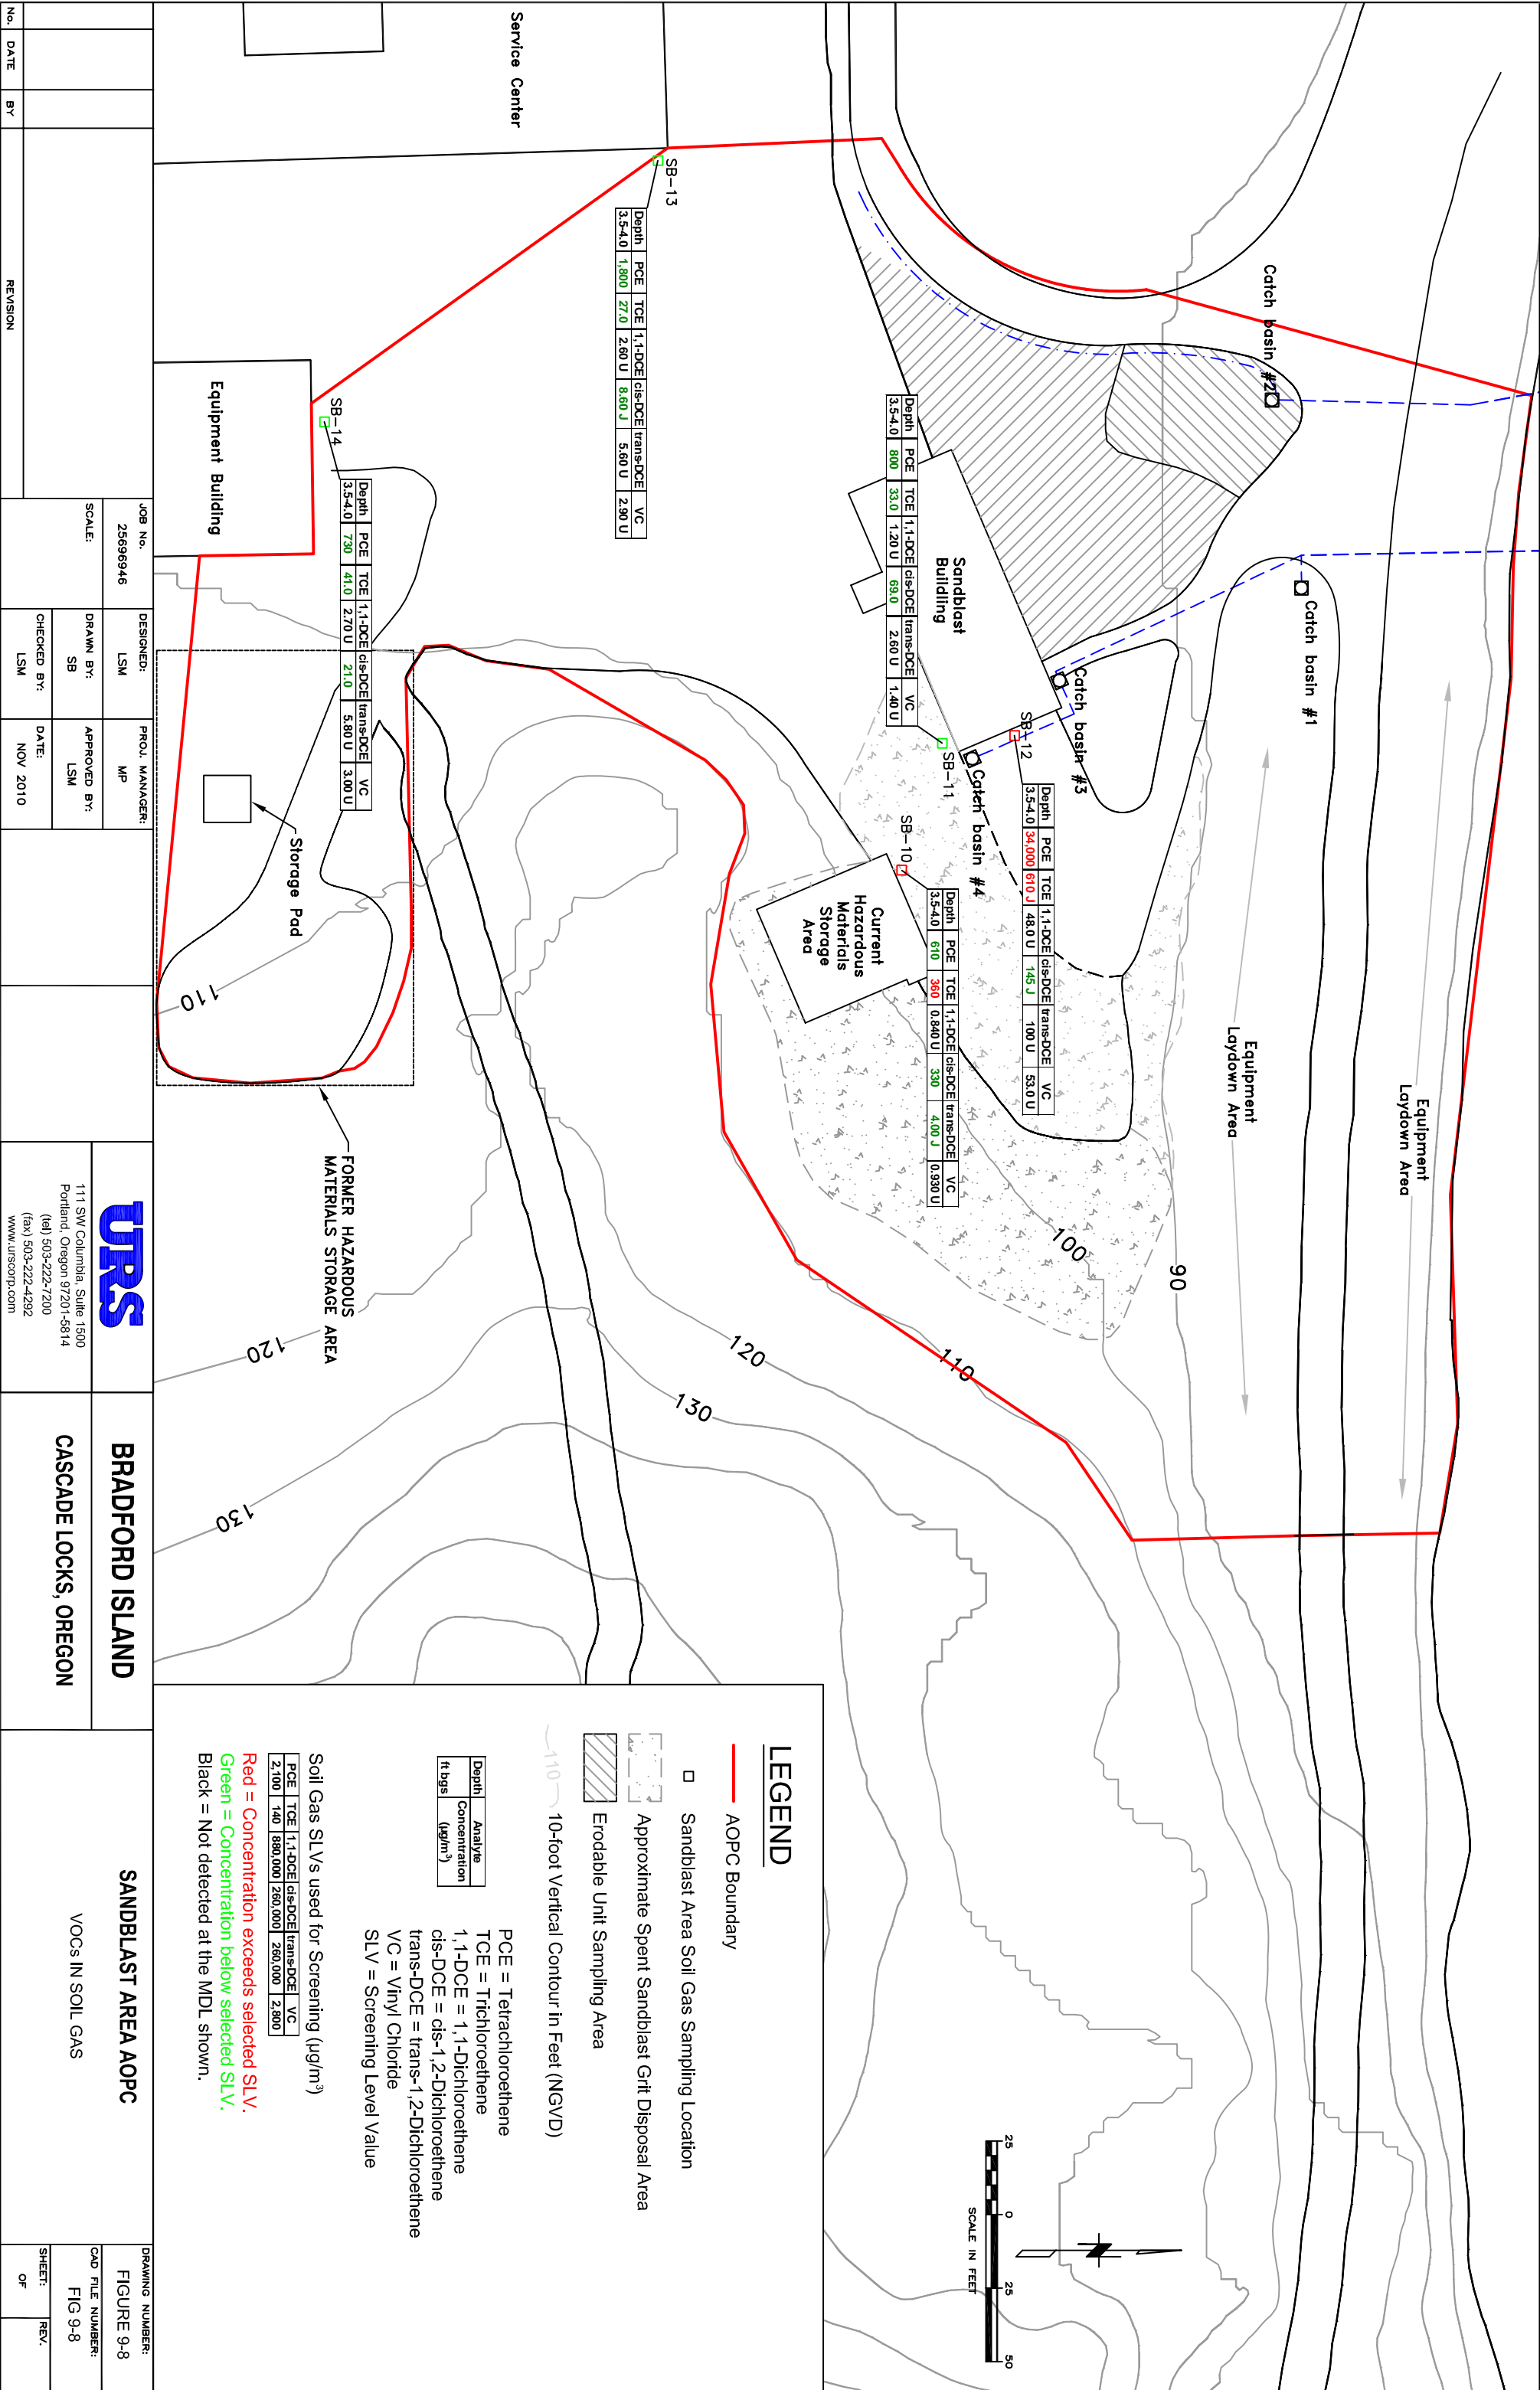 Service Center
SB-13
Depth PCE TCE 1,1-DCE cis-DCE trans-DCE VC
3.5-4.0 1,800 27.0 2.60 U 8.60 J 5.60 U 2.90 U
SB-14
Depth PCE TCE 1,1-DCE cis-DCE trans-DCE VC
3.5-4.0 730 41.0 2.70 U 21.0 5.80 U 3.00 U
Equipment Building
Storage Pad
FORMER HAZARDOUS
MATERIALS STORAGE AREA
Catch basin #2
Catch basin #1
Catch basin #3
Catch basin #4
Sandblast
Building
SB-11
Depth PCE TCE 1,1-DCE cis-DCE trans-DCE VC
3.5-4.0 800 33.0 1.20 U 69.0 2.60 U 1.40 U
SB-12
Depth PCE TCE 1,1-DCE cis-DCE trans-DCE VC
3.5-4.0 34,000 610 J 48.0 U 145 J 100 U 53.0 U
SB-10
Depth PCE TCE 1,1-DCE cis-DCE trans-DCE VC
3.5-4.0 610 360 0.840 U 330 4.00 J 0.930 U
Current
Hazardous
Materials
Storage
Area
Equipment
Laydown Area
Equipment
Laydown Area
90
100
110
120
130
110
120
130
25 0 25 50
SCALE IN FEET
LEGEND
AOPC Boundary
Sandblast Area Soil Gas Sampling Location
Approximate Spent Sandblast Grit Disposal Area
Erodable Unit Sampling Area
110 10-foot Vertical Contour in Feet (NGVD)
Depth Analyte
ft bgs Concentration (µg/m³)
PCE = Tetrachloroethene
TCE = Trichloroethene
1,1-DCE = 1,1-Dichloroethene
cis-DCE = cis-1,2-Dichloroethene
trans-DCE = trans-1,2-Dichloroethene
VC = Vinyl Chloride
SLV = Screening Level Value
Soil Gas SLVs used for Screening (µg/m³)
PCE TCE 1,1-DCE cis-DCE trans-DCE VC
2,100 140 880,000 260,000 260,000 2,800
Red = Concentration exceeds selected SLV.
Green = Concentration below selected SLV.
Black = Not detected at the MDL shown.
No. DATE BY REVISION
JOB No.
25696946
SCALE:
DESIGNED:
LSM
DRAWN BY:
SB
CHECKED BY:
LSM
PROJ. MANAGER:
MP
APPROVED BY:
LSM
DATE:
NOV 2010
URS
111 SW Columbia, Suite 1500
Portland, Oregon 97201-5814
(tel) 503-222-7200
(fax) 503-222-4292
www.urscorp.com
BRADFORD ISLAND
CASCADE LOCKS, OREGON
SANDBLAST AREA AOPC
VOCs IN SOIL GAS
DRAWING NUMBER:
FIGURE 9-8
CAD FILE NUMBER:
FIG 9-8
SHEET:
OF
REV.